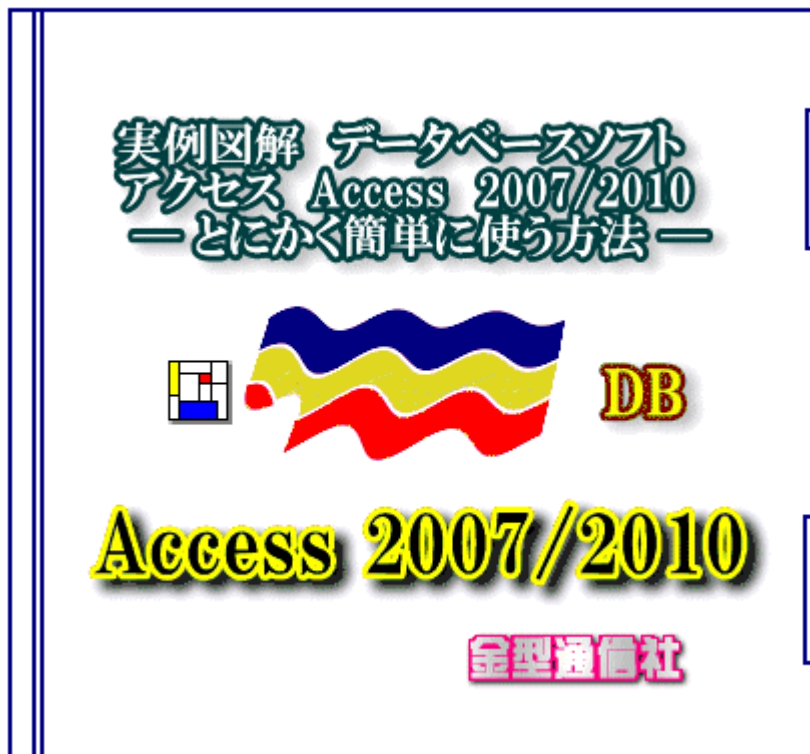 実例図解 データベースソフト
アクセス Access 2007/2010
― とにかく簡単に使う方法 ―
DB
Access 2007/2010
金型通信社